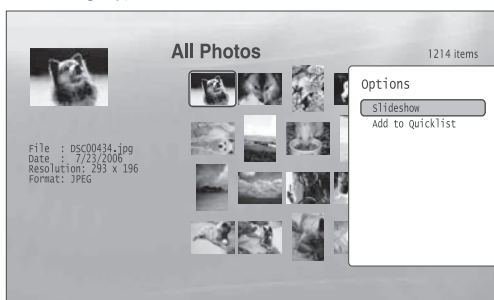 All Photos
1214 items
Options
Slideshow
Add to Quicklist
File : DSC00434.jpg
Date : 7/23/2006
Resolution: 293 x 196
Format: JPEG